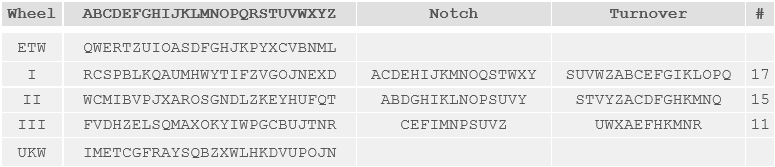 Wheel ABCDEFGHIJKLMNOPQRSTUVWXYZ Notch Turnover #
ETW QWERTZUIOASDFGHJKPYXCVBNML
I RCSPBLKQAUMHWYTIFZVGOJNEXD ACDEHIJKMNOQSTWXY SUVWZABCEFGIKLOPQ 17
II WCMIBVPJXAROSGNDLZKEYHUFQT ABDGHIKLNOPSUVY STVYZACDFGHKMNQ 15
III FVDHZELSQMAXOKYIWPGCBUJTNR CEFIMNPSUVZ UWXAEFHKMNR 11
UKW IMETCGFRAYSQBZXWLHKDVUPOJN